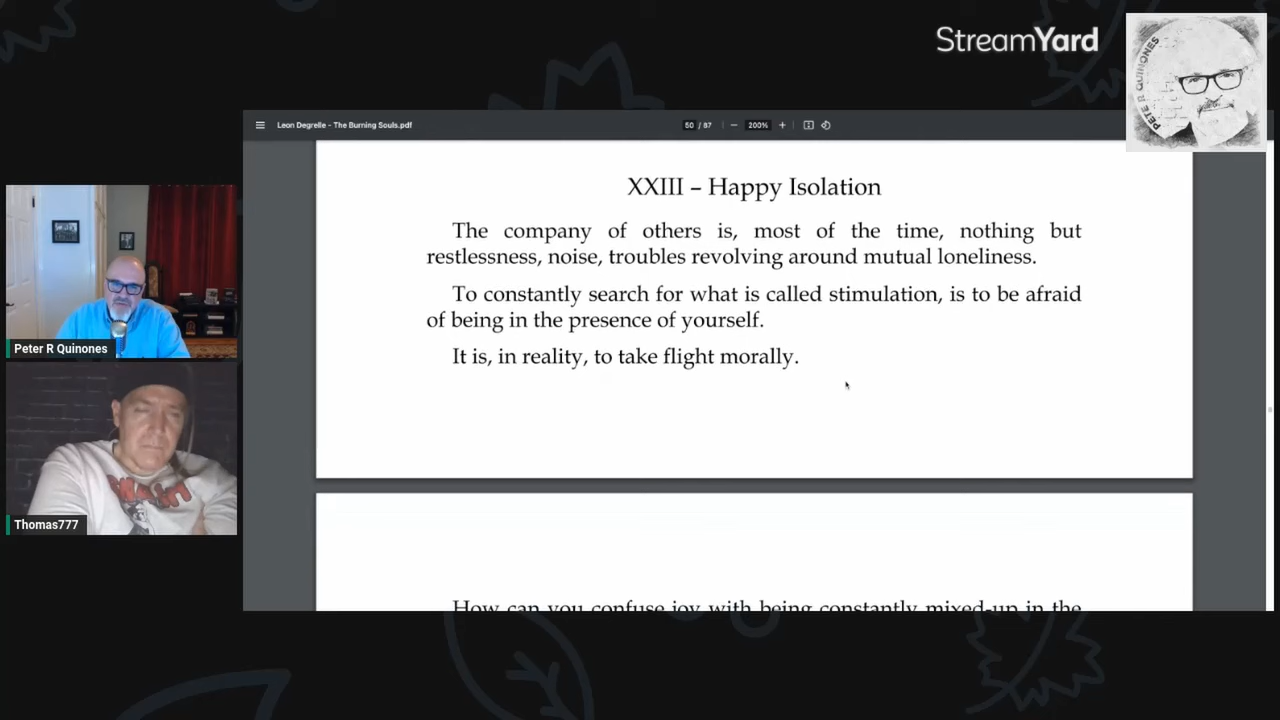 StreamYard
PETE R QUINONES
Leon Degrelle - The Burning Souls.pdf
50 / 87
200%
XXIII – Happy Isolation
The company of others is, most of the time, nothing but
restlessness, noise, troubles revolving around mutual loneliness.
To constantly search for what is called stimulation, is to be afraid
of being in the presence of yourself.
It is, in reality, to take flight morally.
How can you confuse joy with being constantly mixed-up in the
Peter R Quinones
Thomas777